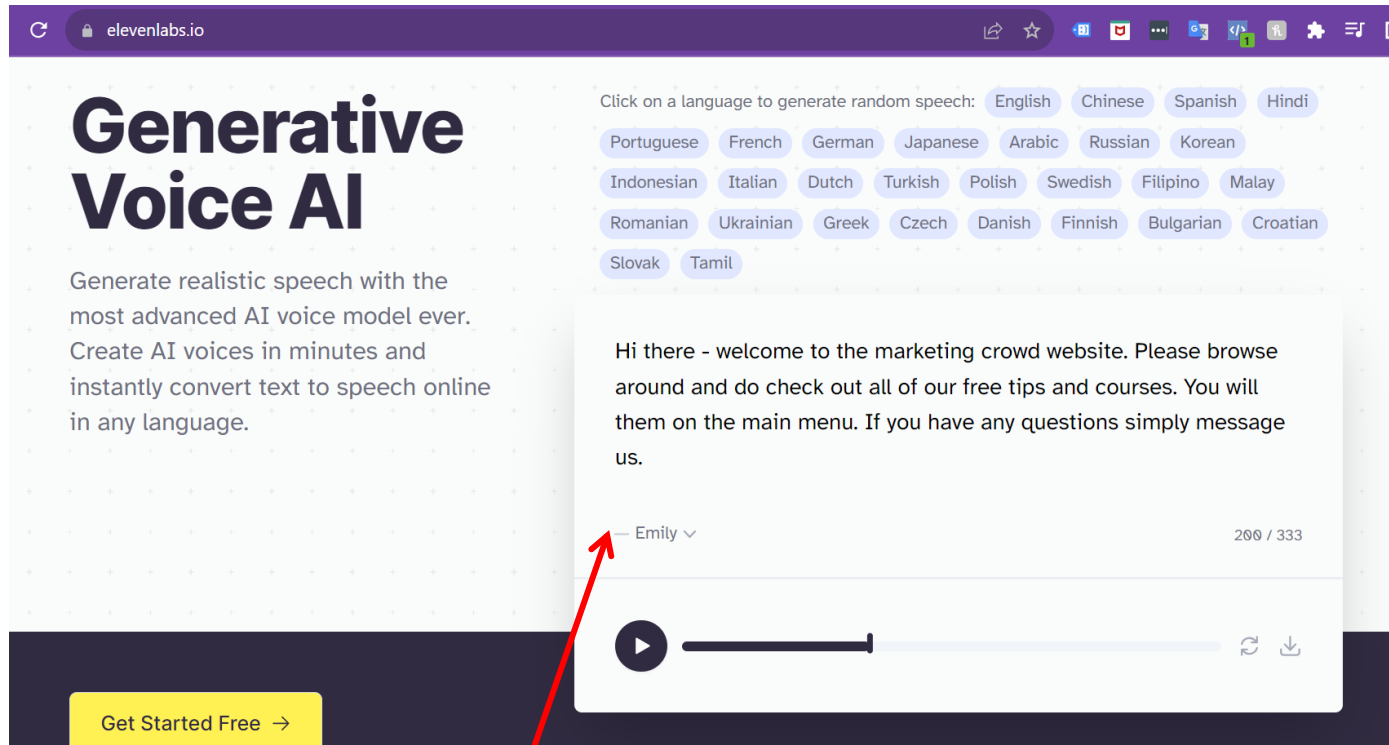 elevenlabs.io
1
Generative
Voice AI
Generate realistic speech with the
most advanced AI voice model ever.
Create AI voices in minutes and
instantly convert text to speech online
in any language.
Get Started Free →
Click on a language to generate random speech: English Chinese Spanish Hindi
Portuguese French German Japanese Arabic Russian Korean
Indonesian Italian Dutch Turkish Polish Swedish Filipino Malay
Romanian Ukrainian Greek Czech Danish Finnish Bulgarian Croatian
Slovak Tamil
Hi there - welcome to the marketing crowd website. Please browse
around and do check out all of our free tips and courses. You will
them on the main menu. If you have any questions simply message
us.
— Emily
200 / 333